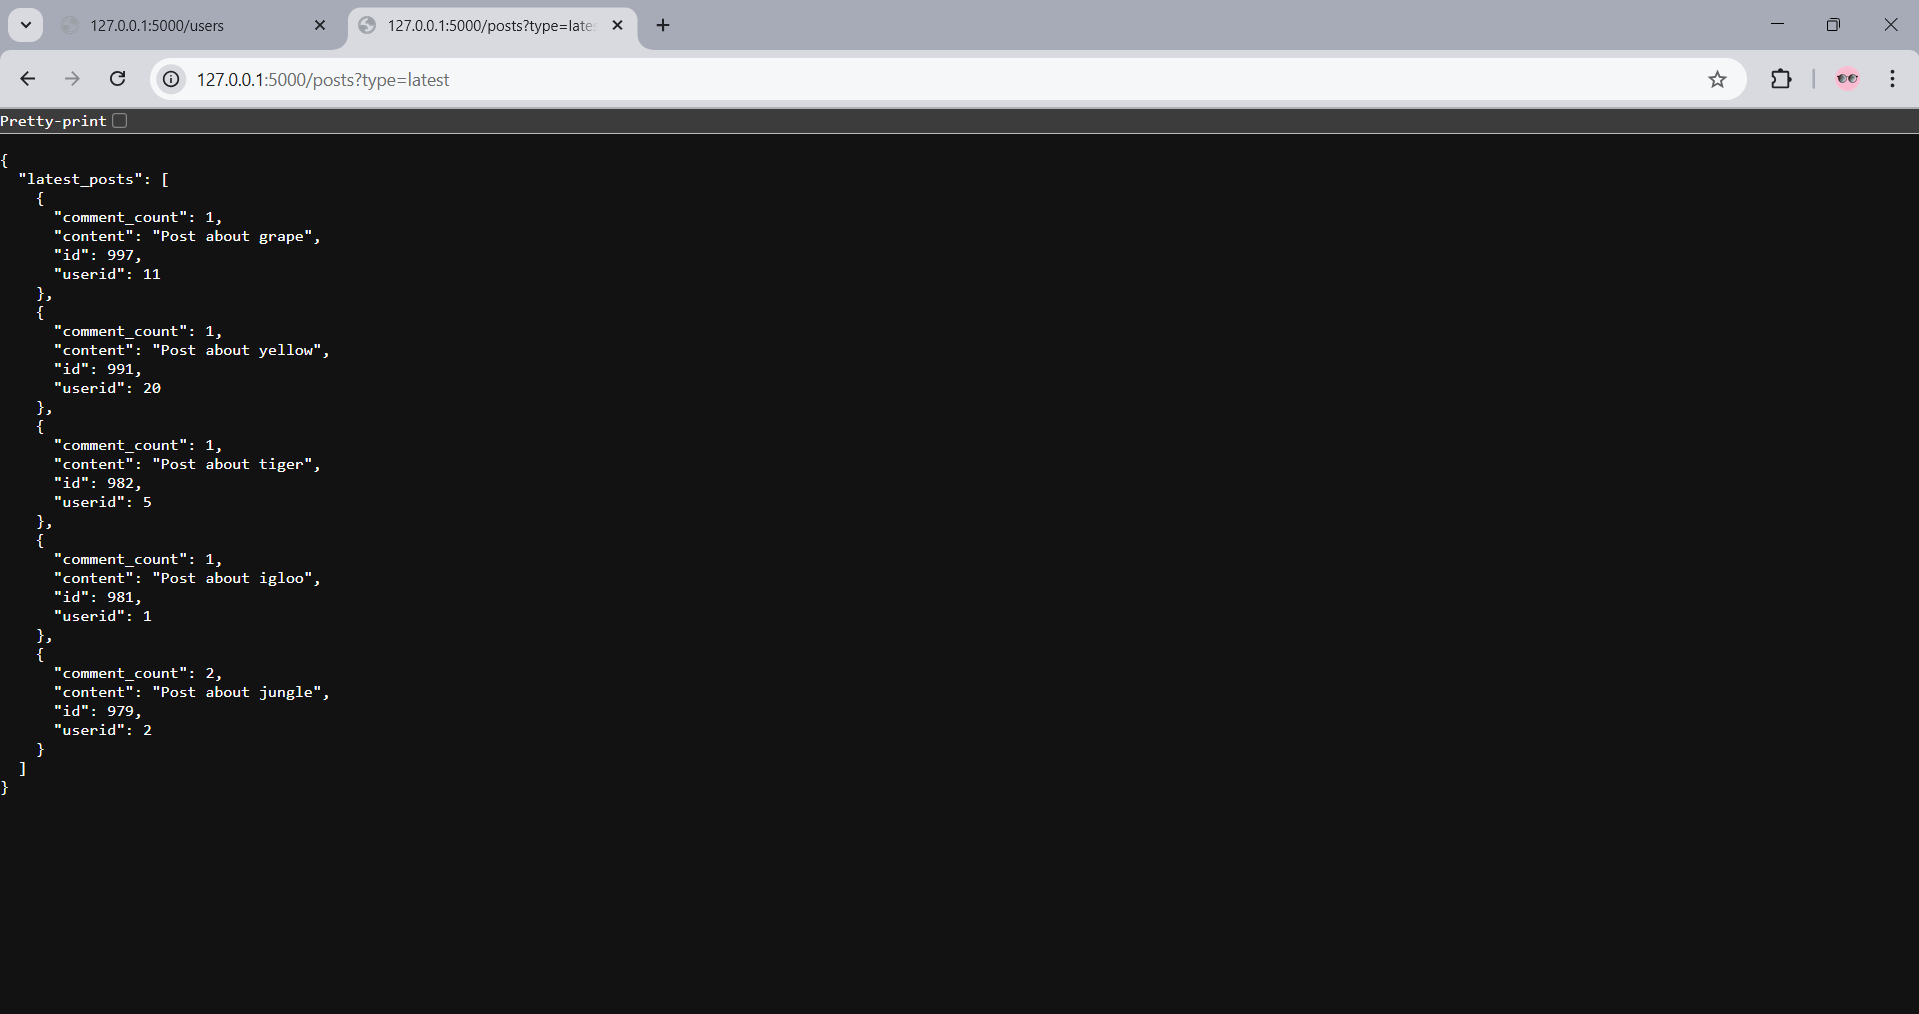 127.0.0.1:5000/users
127.0.0.1:5000/posts?type=late
127.0.0.1:5000/posts?type=latest
Pretty-print
{
  "latest_posts": [
    {
      "comment_count": 1,
      "content": "Post about grape",
      "id": 997,
      "userid": 11
    },
    {
      "comment_count": 1,
      "content": "Post about yellow",
      "id": 991,
      "userid": 20
    },
    {
      "comment_count": 1,
      "content": "Post about tiger",
      "id": 982,
      "userid": 5
    },
    {
      "comment_count": 1,
      "content": "Post about igloo",
      "id": 981,
      "userid": 1
    },
    {
      "comment_count": 2,
      "content": "Post about jungle",
      "id": 979,
      "userid": 2
    }
  ]
}